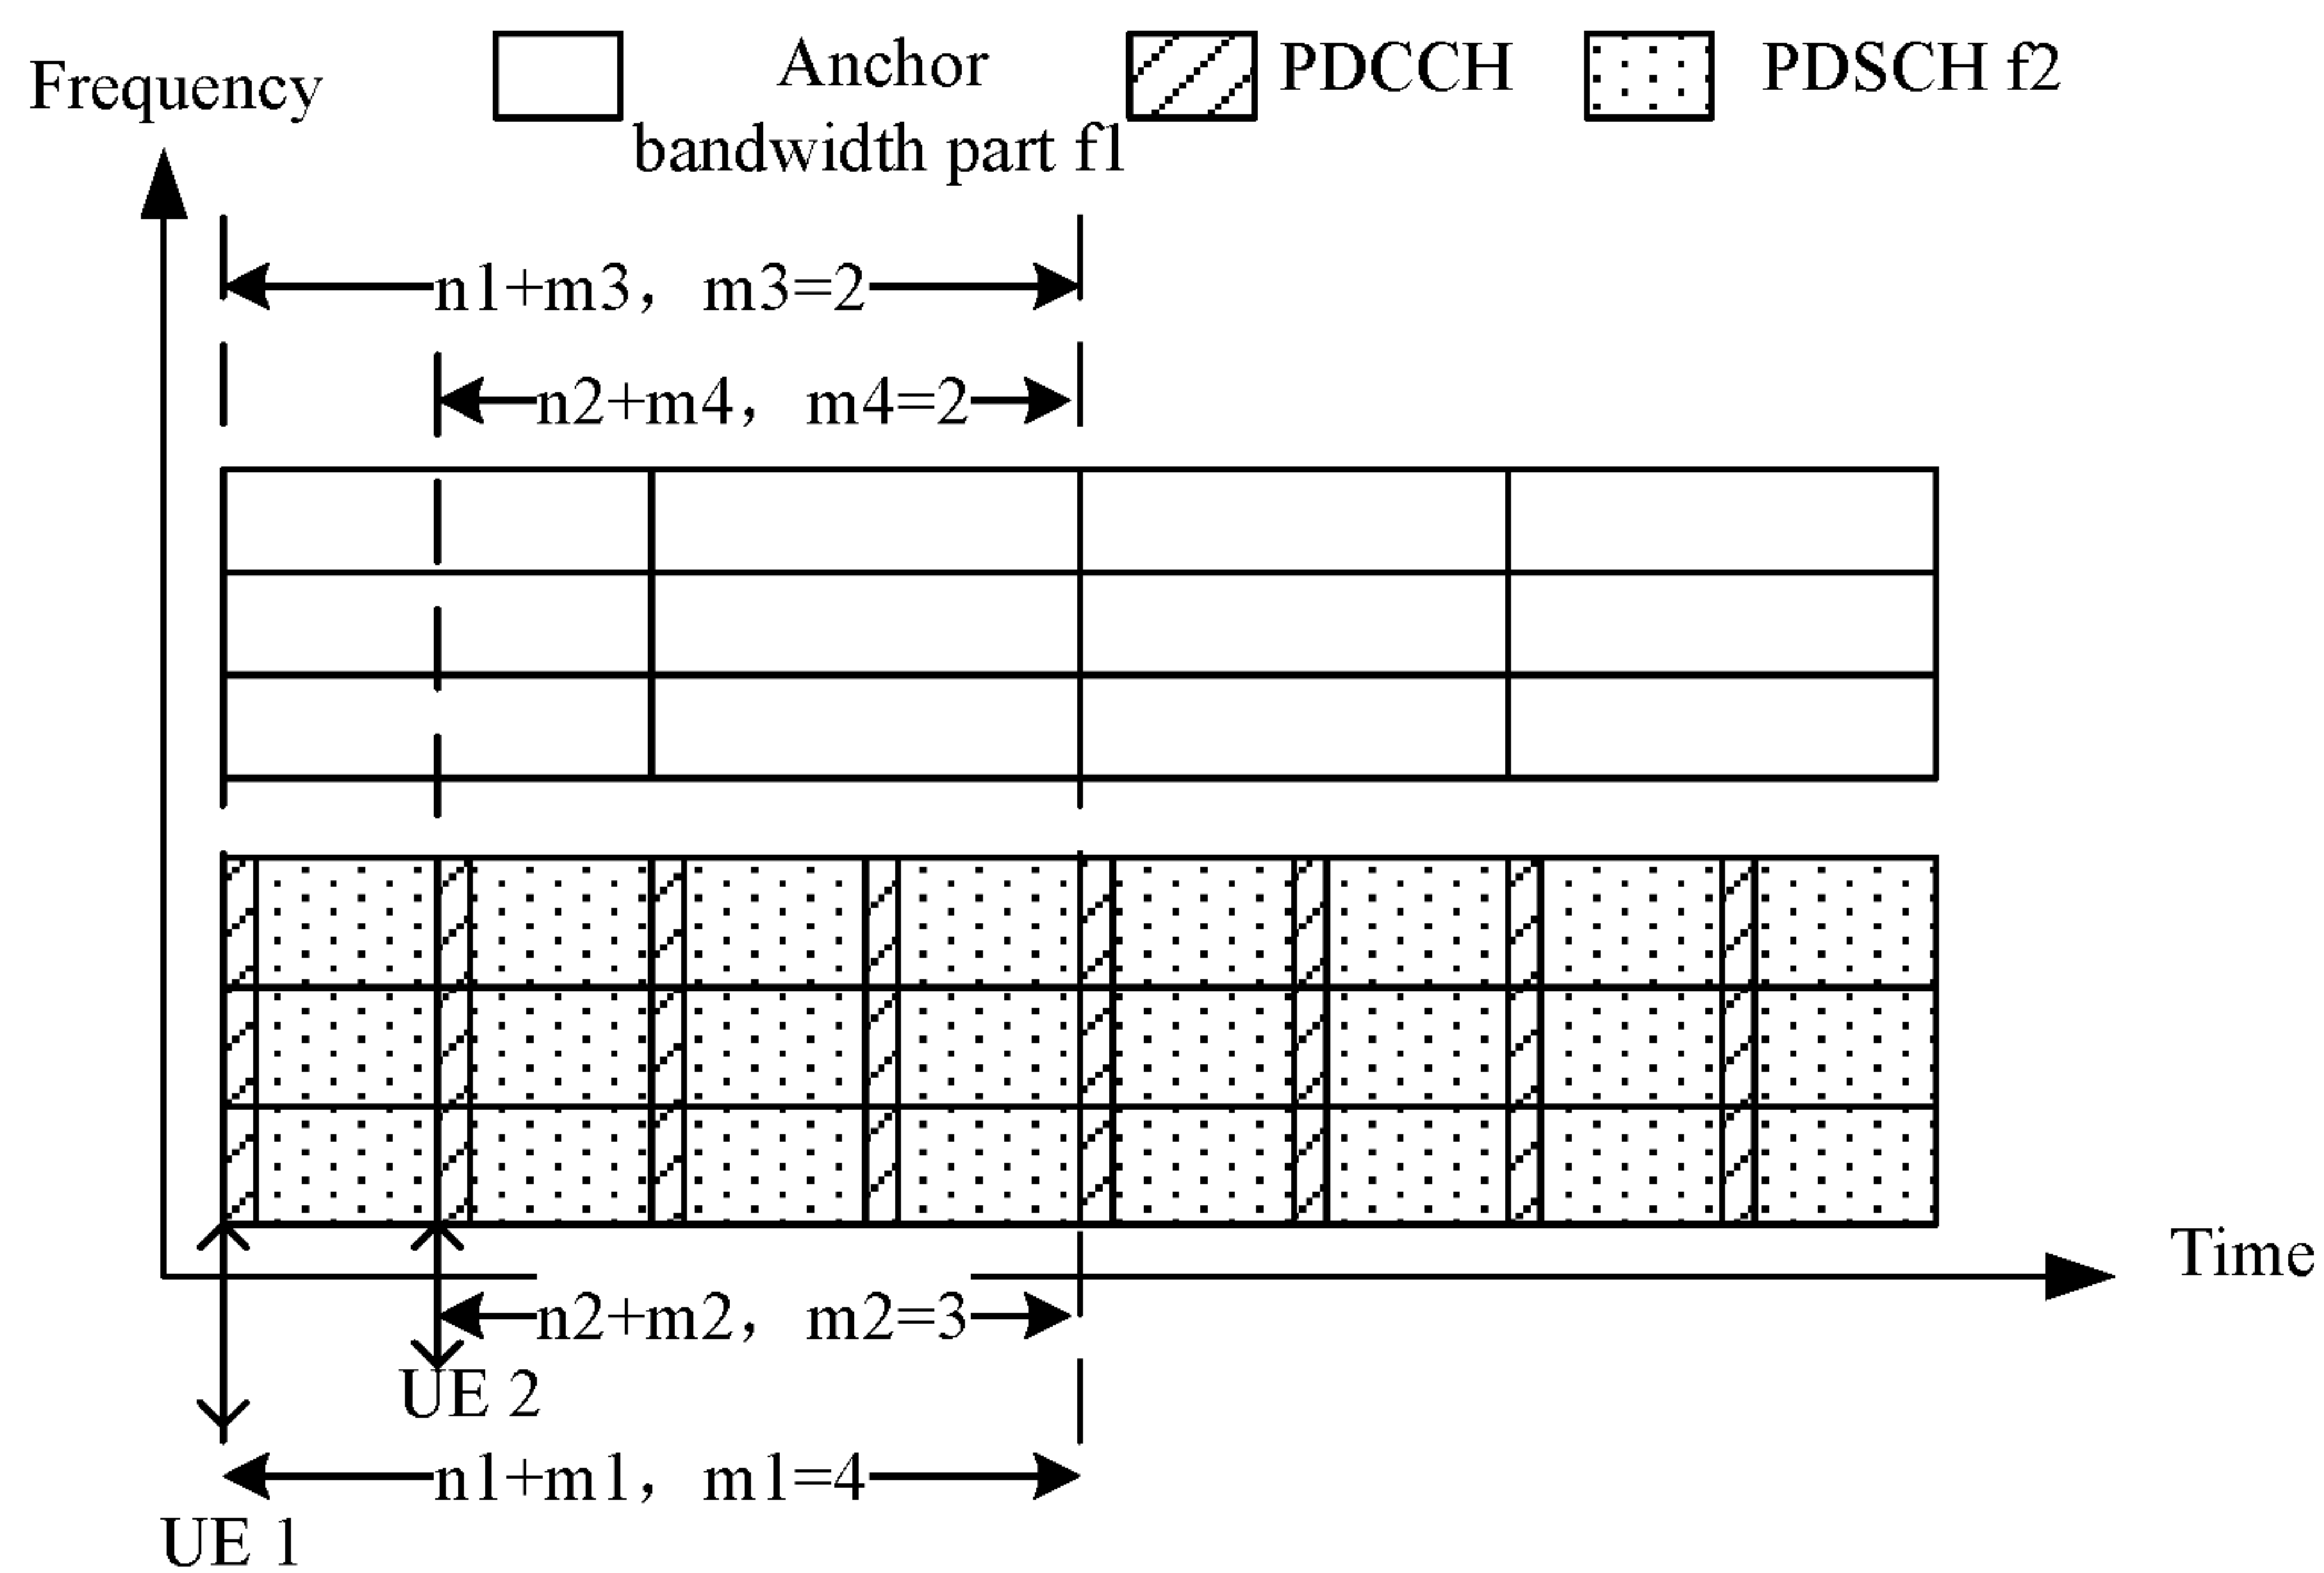 Frequency
Anchor
bandwidth part f1
PDCCH
PDSCH f2
n1+m3, m3=2
n2+m4, m4=2
Time
n2+m2, m2=3
UE 2
n1+m1, m1=4
UE 1